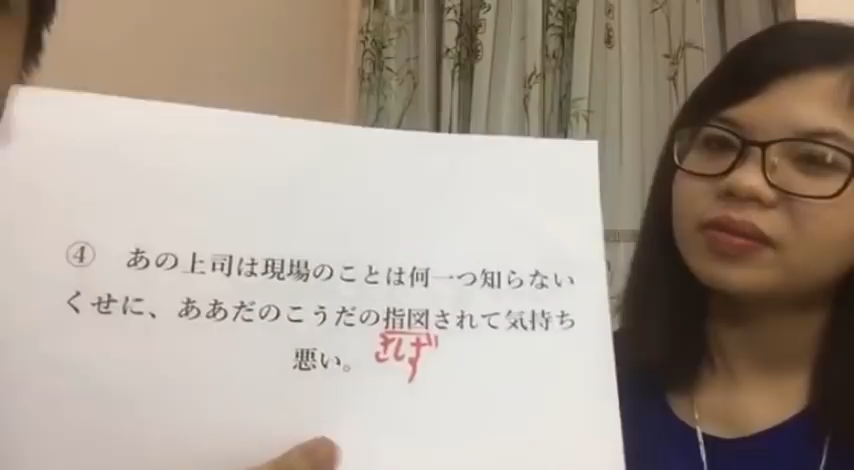 ④ あの上司は現場のことは何一つ知らない
くせに、ああだのこうだの指図されて気持ち
悪い。
さしず